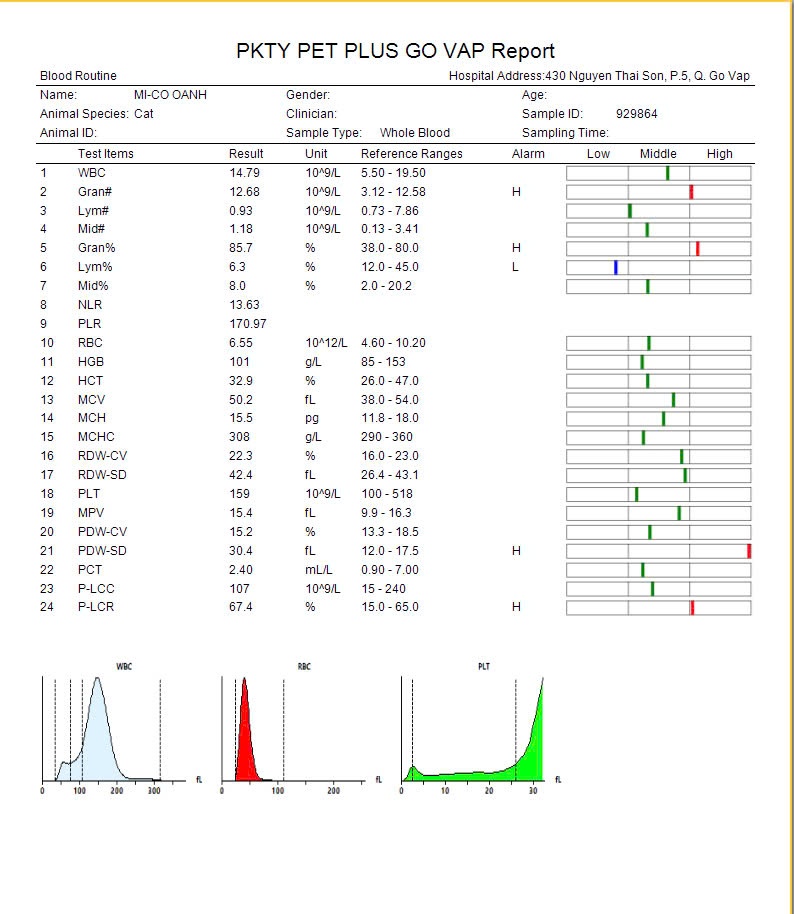 PKTY PET PLUS GO VAP Report
Blood Routine Hospital Address:430 Nguyen Thai Son, P.5, Q. Go Vap
Name: MI-CO OANH Gender: Age:
Animal Species: Cat Clinician: Sample ID: 929864
Animal ID: Sample Type: Whole Blood Sampling Time:
Test Items Result Unit Reference Ranges Alarm Low Middle High
1 WBC 14.79 10^9/L 5.50 - 19.50
2 Gran# 12.68 10^9/L 3.12 - 12.58 H
3 Lym# 0.93 10^9/L 0.73 - 7.86
4 Mid# 1.18 10^9/L 0.13 - 3.41
5 Gran% 85.7 % 38.0 - 80.0 H
6 Lym% 6.3 % 12.0 - 45.0 L
7 Mid% 8.0 % 2.0 - 20.2
8 NLR 13.63
9 PLR 170.97
10 RBC 6.55 10^12/L 4.60 - 10.20
11 HGB 101 g/L 85 - 153
12 HCT 32.9 % 26.0 - 47.0
13 MCV 50.2 fL 38.0 - 54.0
14 MCH 15.5 pg 11.8 - 18.0
15 MCHC 308 g/L 290 - 360
16 RDW-CV 22.3 % 16.0 - 23.0
17 RDW-SD 42.4 fL 26.4 - 43.1
18 PLT 159 10^9/L 100 - 518
19 MPV 15.4 fL 9.9 - 16.3
20 PDW-CV 15.2 % 13.3 - 18.5
21 PDW-SD 30.4 fL 12.0 - 17.5 H
22 PCT 2.40 mL/L 0.90 - 7.00
23 P-LCC 107 10^9/L 15 - 240
24 P-LCR 67.4 % 15.0 - 65.0 H
WBC RBC PLT
fL fL fL
0 100 200 300 0 100 200 0 10 20 30